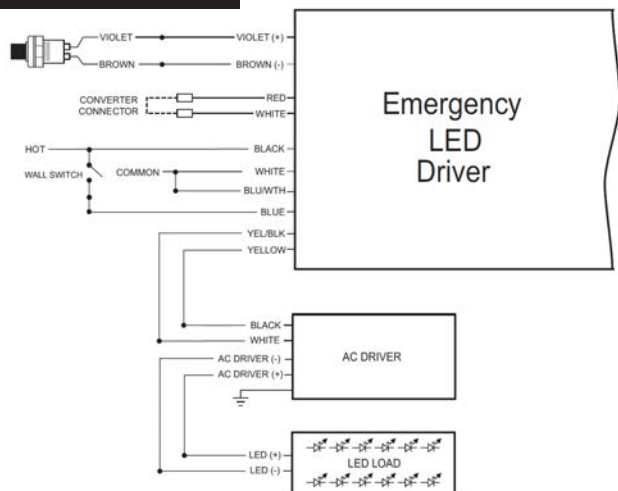 VIOLET VIOLET (+)
BROWN BROWN (-)
CONVERTER CONNECTOR
RED
WHITE
HOT BLACK
WALL SWITCH COMMON WHITE
BLU/WTH
BLUE
YEL/BLK
YELLOW
Emergency
LED
Driver
BLACK
WHITE
AC DRIVER (-)
AC DRIVER (+)
AC DRIVER
LED (+)
LED (-)
LED LOAD